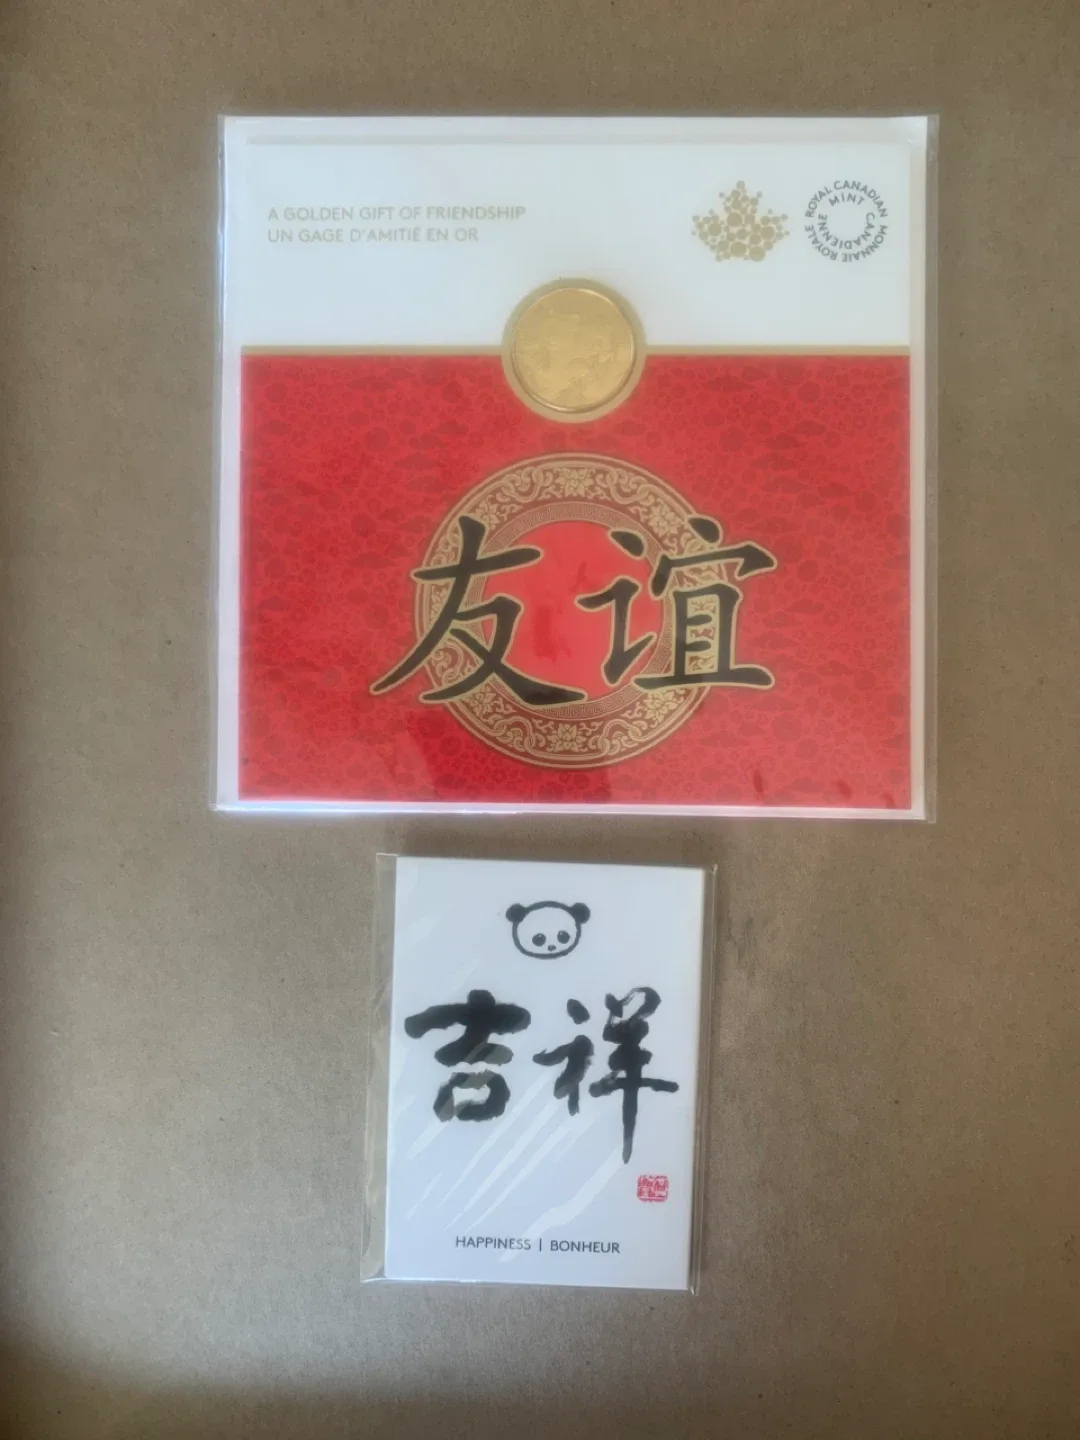 A GOLDEN GIFT OF FRIENDSHIP
UN GAGE D'AMITIÉ EN OR
ROYAL CANADIAN MINT
MONNAIE ROYALE CANADIENNE
友谊
吉祥
HAPPINESS | BONHEUR